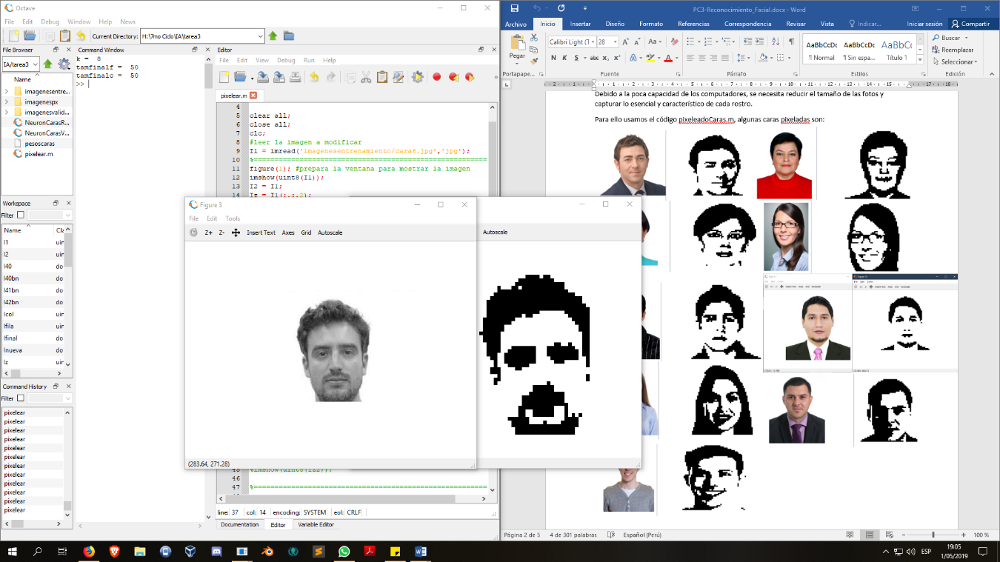 Octave
File Edit Debug Window Help News
Current Directory: H:\7mo Ciclo\IA\tarea3
File Browser
IA/tarea3
Name
imagenesentre...
imagenespx
imagenesvalid...
NeuronCarasR...
NeuronCarasV...
pesoscaras
pixelear.m
Workspace
Filter
Name Cla
I1 uir
I2 uir
I40 do
I40bn do
I41bn do
I42bn do
Icol uir
Ifila uir
Ifinal do
Inueva do
Iz uir
Command History
Filter
pixelear
pixelear
pixelear
pixelear
pixelear
pixelear
pixelear
pixelear
pixelear
pixelear
pixelear
pixelear
Command Window
k = 8
tamfinalf = 50
tamfinalc = 50
>>
Editor
File Edit View Debug Run Help
pixelear.m
4
5 clear all;
6 close all;
7 clc;
8 #leer la imagen a modificar
9 I1 = imread('imagenesentrenamiento/cara6.jpg','jpg');
10 %==================================================
11 figure(1); #prepara la ventana para mostrar la imagen
12 imshow(uint8(I1));
13 I2 = I1;
14 Iz = I1(:,:,2);
Figure 3
File Edit Tools
Z+ Z- Insert Text Axes Grid Autoscale
(283.64, 271.28)
Autoscale
45 %imshow(uint8(Iz2));
46
47 %==================================================
line: 37 col: 14 encoding: SYSTEM eol: CRLF
Documentation Editor Variable Editor
PC3-Reconocimiento_Facial.docx - Word
Archivo Inicio Insertar Diseño Formato Referencias Correspondencia Revisar Vista Indicar... Iniciar sesión Compartir
Pegar
Calibri Light (T 28
N K S abc x₂ x²
AaBbCcDc AaBbCcDc AaBbCc
¶ Normal ¶ Sin espa... Título 1
Buscar
Reemplazar
Seleccionar
Portapape... Fuente Párrafo Estilos Edición
Debido a la poca capacidad de los computadores, se necesita reducir el tamaño de las fotos y
capturar lo esencial y característico de cada rostro.
Para ello usamos el código pixeleadoCaras.m, algunas caras pixeladas son:
Página 2 de 5 4 de 301 palabras Español (Perú) 100 %
ESP
19:05
1/05/2019